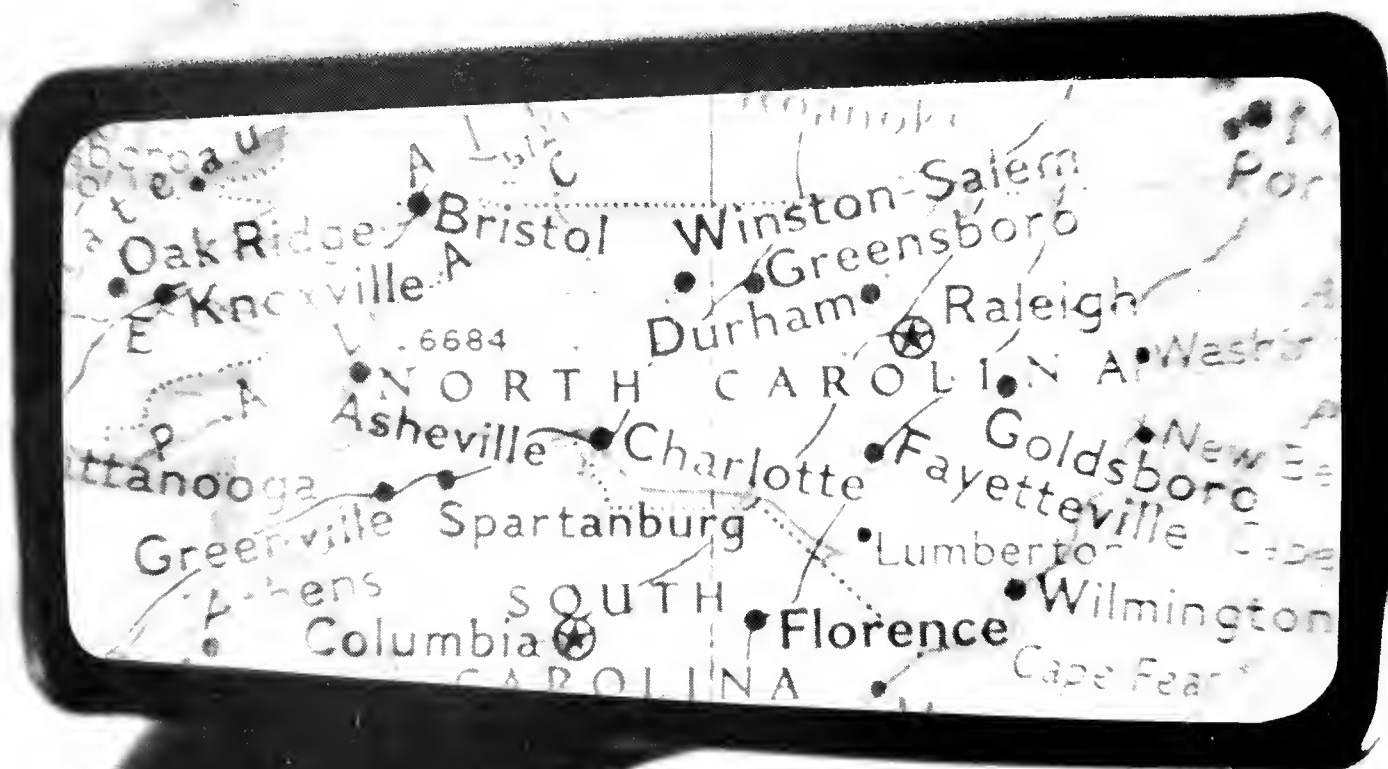 Bristol
Winston-Salem
Oak Ridge
Greensboro
Knoxville
Durham
Raleigh
6684
NORTH CAROLINA
Asheville
Charlotte
Goldsboro
Fayetteville
Greenville
Spartanburg
Lumberton
Wilmington
SOUTH
Florence
Columbia
Cape Fear
CAROLINA